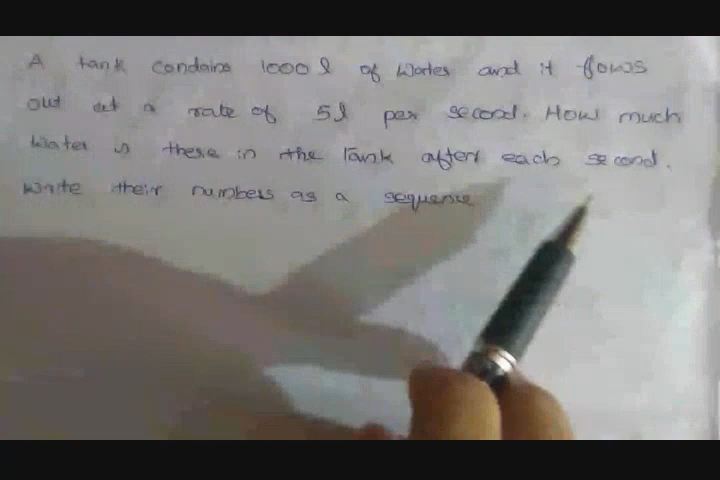 A tank contains 1000 l of water and it flows
out at a rate of 5l per second. How much
Water is there in the Tank after each second.
Write their numbers as a sequence